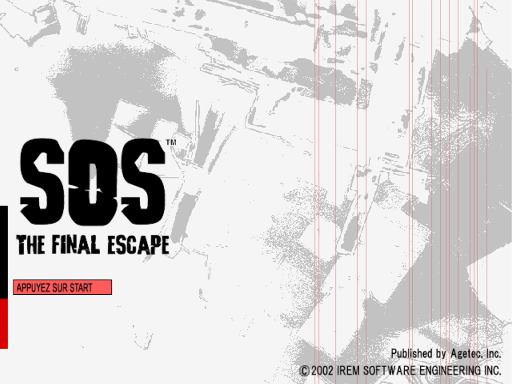 SOS™
THE FINAL ESCAPE
APPUYEZ SUR START
Published by Agetec, Inc.
©2002 IREM SOFTWARE ENGINEERING INC.